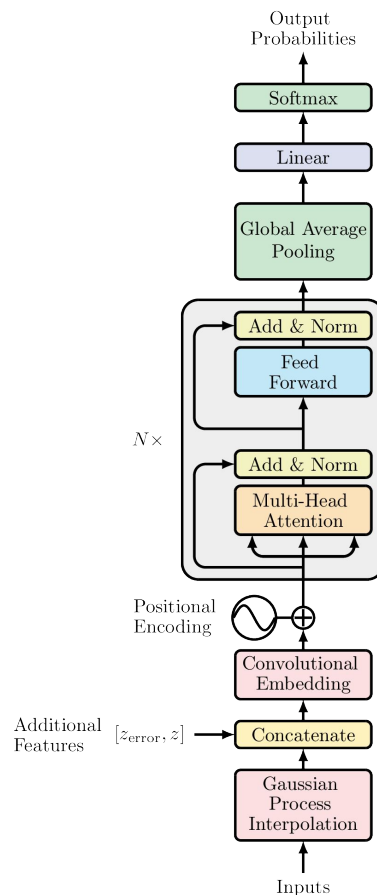 Output
Probabilities
Softmax
Linear
Global Average
Pooling
Add & Norm
Feed
Forward
N×
Add & Norm
Multi-Head
Attention
Positional
Encoding
Convolutional
Embedding
Additional
Features
[z_error, z]
Concatenate
Gaussian
Process
Interpolation
Inputs